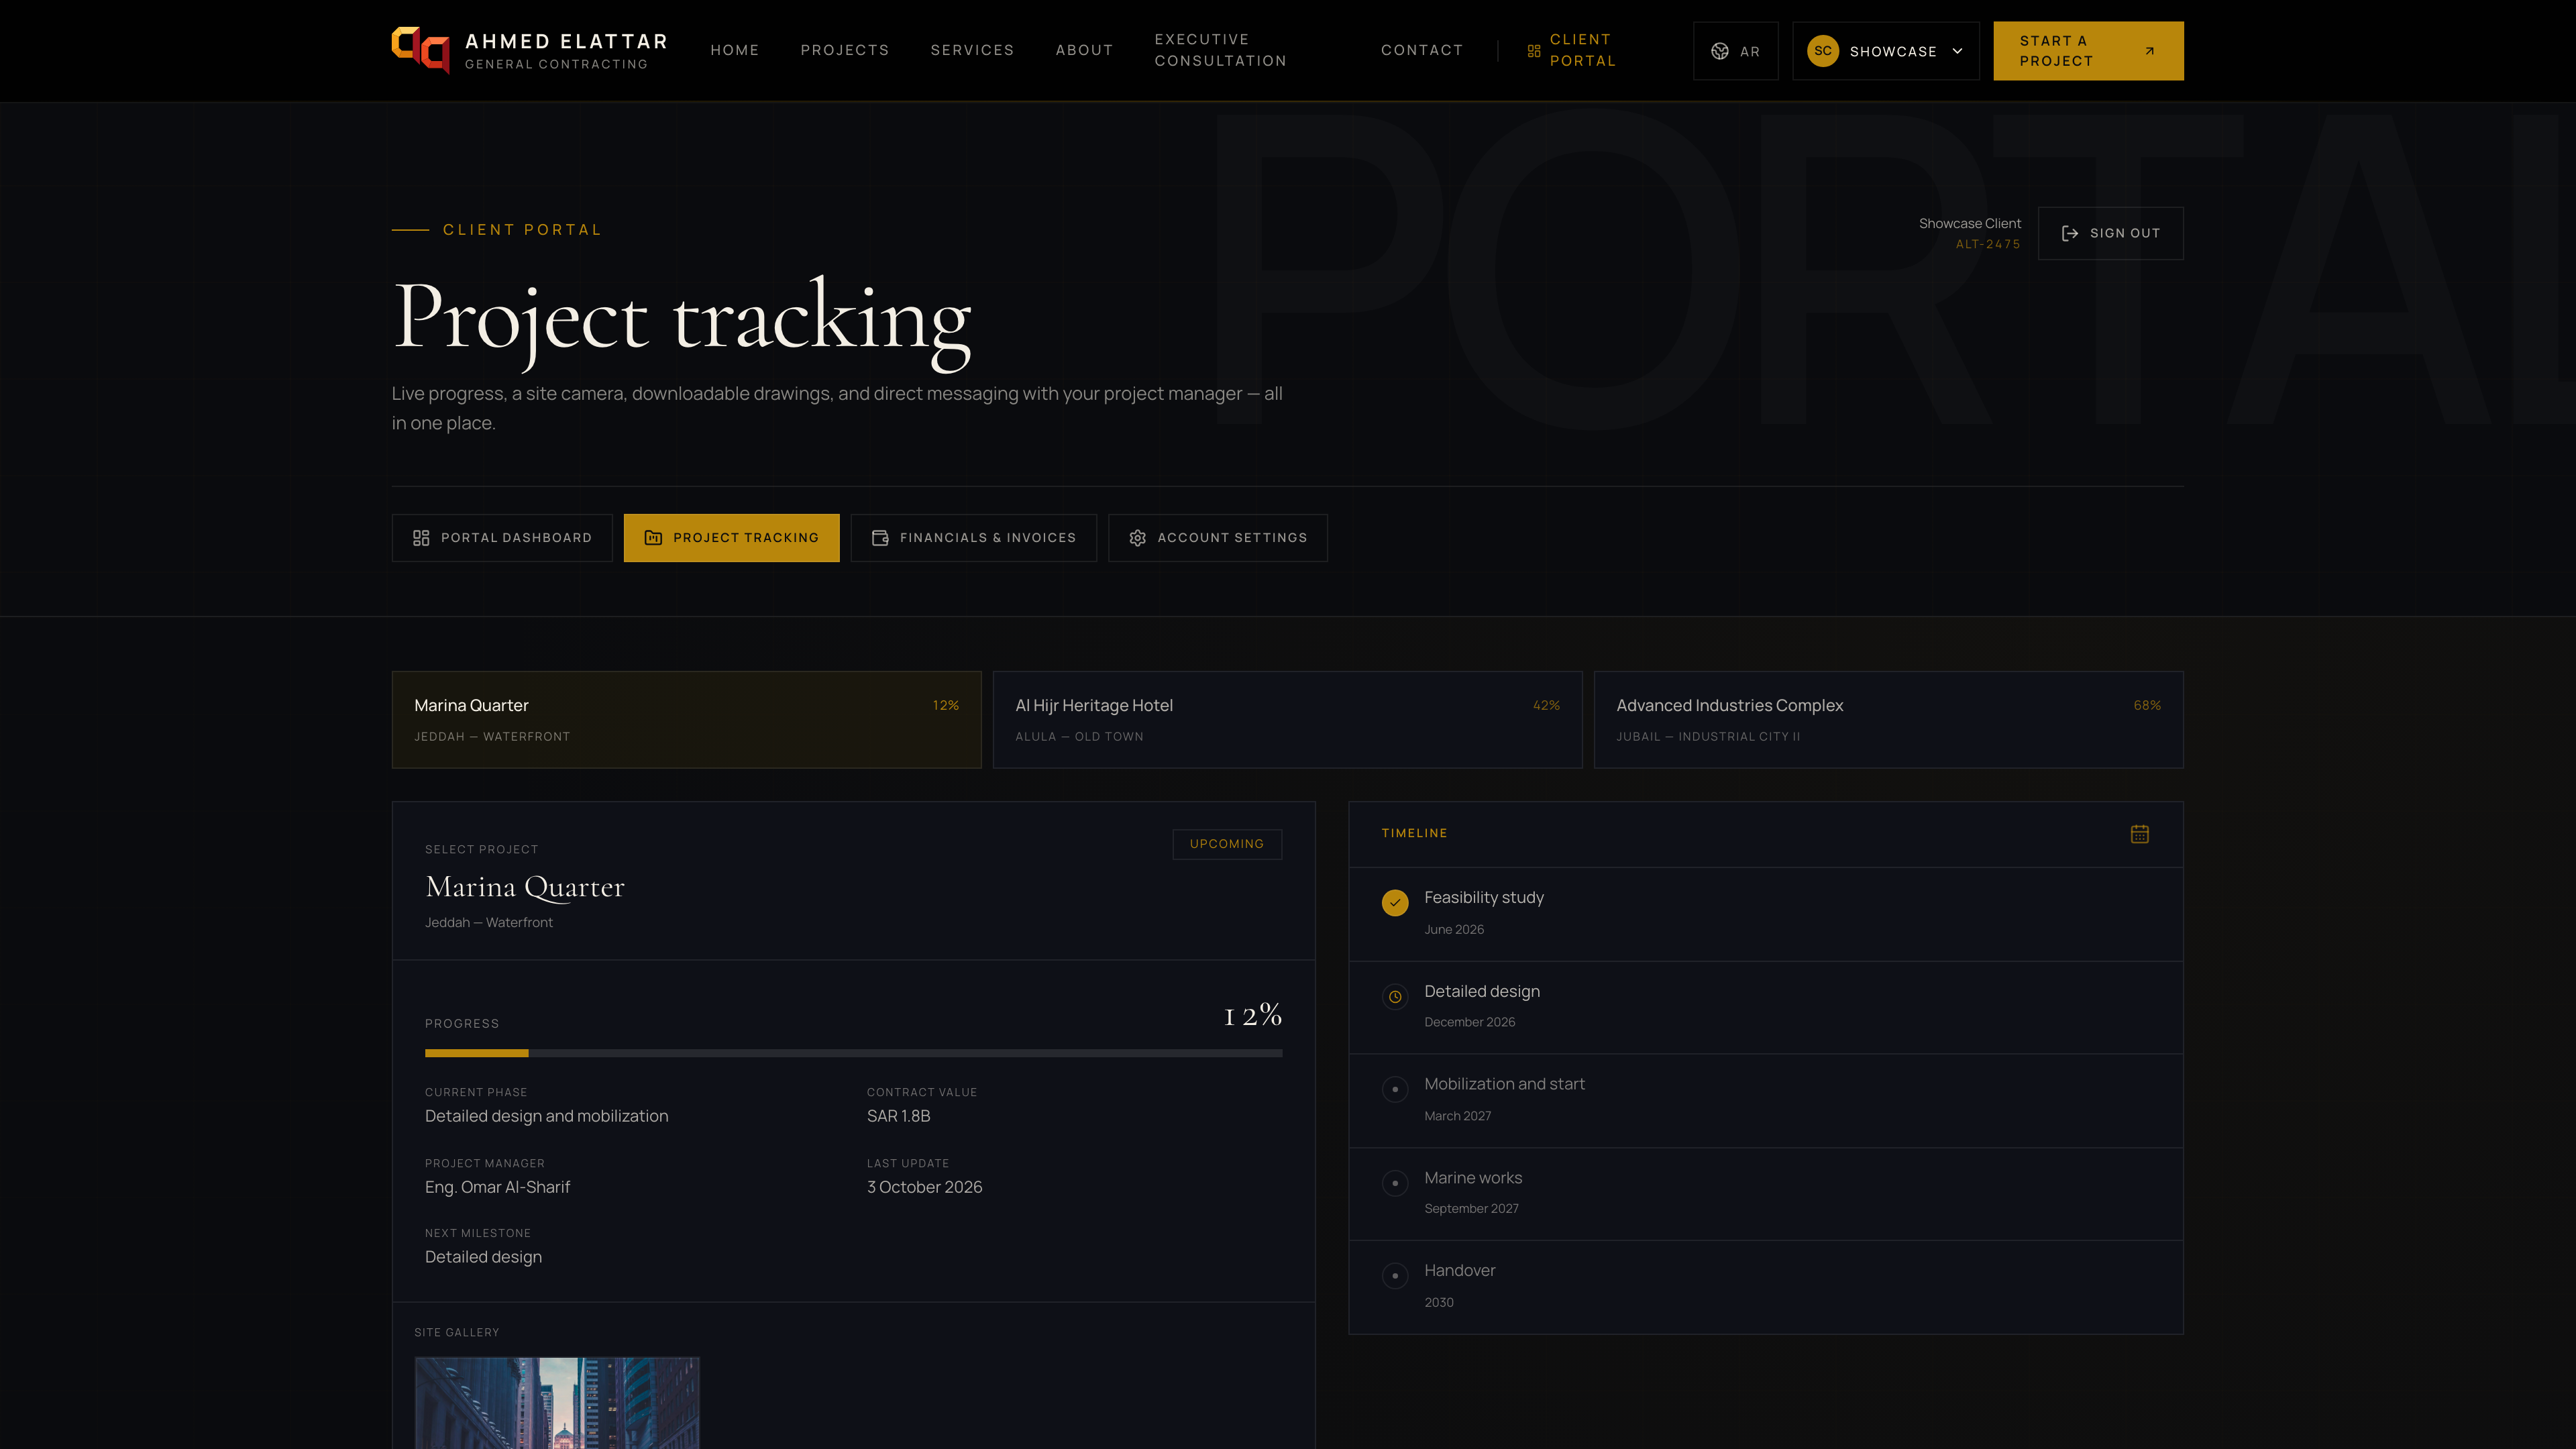 AHMED ELATTAR
GENERAL CONTRACTING
HOME
PROJECTS
SERVICES
ABOUT
EXECUTIVE
CONSULTATION
CONTACT
CLIENT
PORTAL
AR
SC
SHOWCASE
START A
PROJECT
PORTAL
CLIENT PORTAL
Showcase Client
ALT-2475
SIGN OUT
Project tracking
Live progress, a site camera, downloadable drawings, and direct messaging with your project manager — all
in one place.
PORTAL DASHBOARD
PROJECT TRACKING
FINANCIALS & INVOICES
ACCOUNT SETTINGS
Marina Quarter
12%
JEDDAH — WATERFRONT
Al Hijr Heritage Hotel
42%
ALULA — OLD TOWN
Advanced Industries Complex
68%
JUBAIL — INDUSTRIAL CITY II
SELECT PROJECT
UPCOMING
Marina Quarter
Jeddah — Waterfront
PROGRESS
12%
CURRENT PHASE
Detailed design and mobilization
CONTRACT VALUE
SAR 1.8B
PROJECT MANAGER
Eng. Omar Al-Sharif
LAST UPDATE
3 October 2026
NEXT MILESTONE
Detailed design
SITE GALLERY
TIMELINE
Feasibility study
June 2026
Detailed design
December 2026
Mobilization and start
March 2027
Marine works
September 2027
Handover
2030